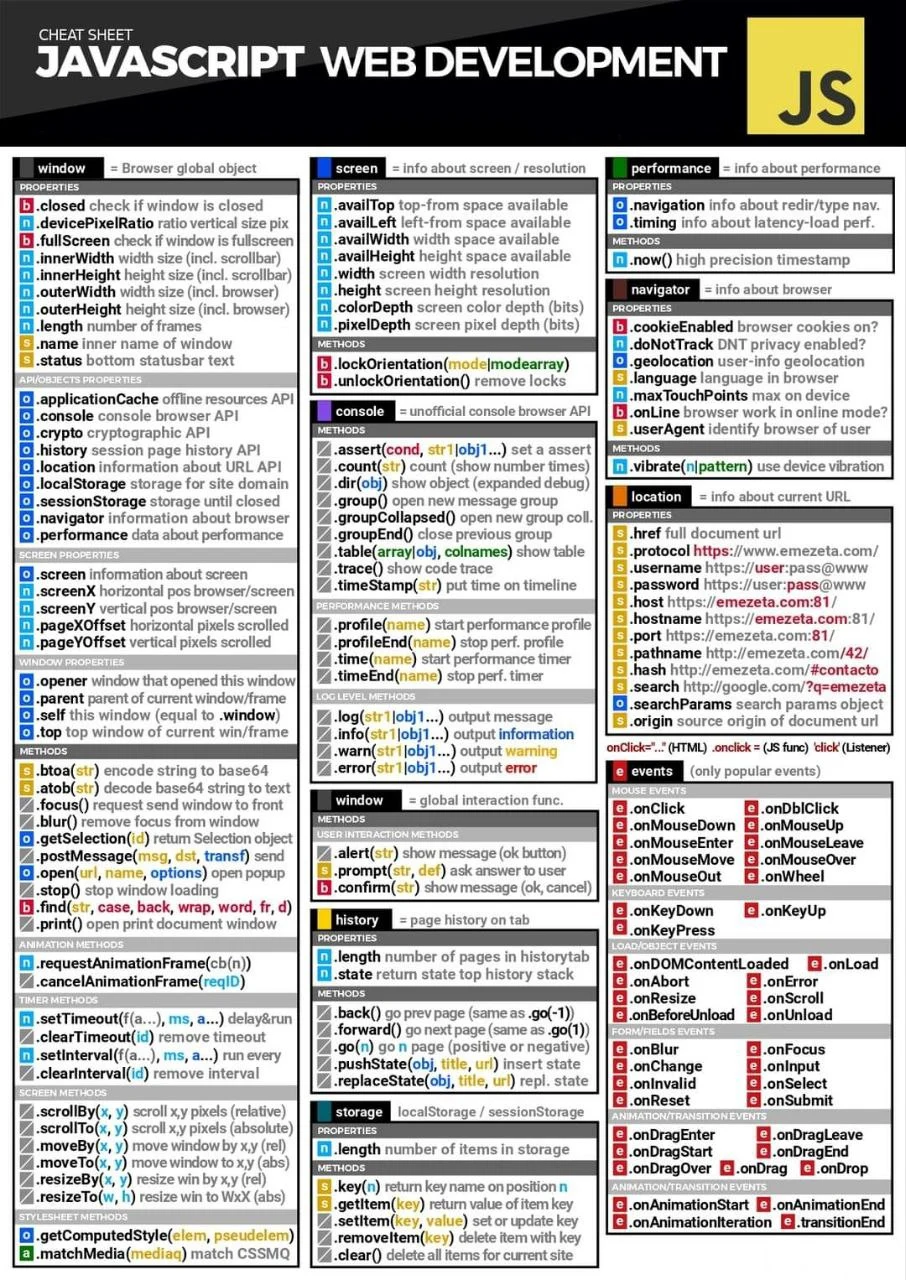 CHEAT SHEET
JAVASCRIPT WEB DEVELOPMENT
JS
window = Browser global object
PROPERTIES
b .closed check if window is closed
n .devicePixelRatio ratio vertical size pix
b .fullScreen check if window is fullscreen
n .innerWidth width size (incl. scrollbar)
n .innerHeight height size (incl. scrollbar)
n .outerWidth width size (incl. browser)
n .outerHeight height size (incl. browser)
n .length number of frames
s .name inner name of window
s .status bottom statusbar text
API/OBJECTS PROPERTIES
o .applicationCache offline resources API
o .console console browser API
o .crypto cryptographic API
o .history session page history API
o .location information about URL API
o .localStorage storage for site domain
o .sessionStorage storage until closed
o .navigator information about browser
o .performance data about performance
SCREEN PROPERTIES
o .screen information about screen
n .screenX horizontal pos browser/screen
n .screenY vertical pos browser/screen
n .pageXOffset horizontal pixels scrolled
n .pageYOffset vertical pixels scrolled
WINDOW PROPERTIES
o .opener window that opened this window
o .parent parent of current window/frame
o .self this window (equal to .window)
o .top top window of current win/frame
METHODS
s .btoa(str) encode string to base64
s .atob(str) decode base64 string to text
.focus() request send window to front
.blur() remove focus from window
o .getSelection(id) return Selection object
.postMessage(msg, dst, transf) send
o .open(url, name, options) open popup
.stop() stop window loading
b .find(str, case, back, wrap, word, fr, d)
.print() open print document window
ANIMATION METHODS
n .requestAnimationFrame(cb(n))
.cancelAnimationFrame(reqID)
TIMER METHODS
n .setTimeout(f(a...), ms, a...) delay&run
.clearTimeout(id) remove timeout
n .setInterval(f(a...), ms, a...) run every
.clearInterval(id) remove interval
SCREEN METHODS
.scrollBy(x, y) scroll x,y pixels (relative)
.scrollTo(x, y) scroll x,y pixels (absolute)
.moveBy(x, y) move window by x,y (rel)
.moveTo(x, y) move window to x,y (abs)
.resizeBy(x, y) resize win by x,y (rel)
.resizeTo(w, h) resize win to WxX (abs)
STYLESHEET METHODS
o .getComputedStyle(elem, pseudelem)
a .matchMedia(mediaq) match CSSMQ
screen = info about screen / resolution
PROPERTIES
n .availTop top-from space available
n .availLeft left-from space available
n .availWidth width space available
n .availHeight height space available
n .width screen width resolution
n .height screen height resolution
n .colorDepth screen color depth (bits)
n .pixelDepth screen pixel depth (bits)
METHODS
b .lockOrientation(mode|modearray)
b .unlockOrientation() remove locks
console = unofficial console browser API
METHODS
.assert(cond, str1|obj1...) set a assert
.count(str) count (show number times)
.dir(obj) show object (expanded debug)
.group() open new message group
.groupCollapsed() open new group coll.
.groupEnd() close previous group
.table(array|obj, colnames) show table
.trace() show code trace
.timeStamp(str) put time on timeline
PERFORMANCE METHODS
.profile(name) start performance profile
.profileEnd(name) stop perf. profile
.time(name) start performance timer
.timeEnd(name) stop perf. timer
LOG LEVEL METHODS
.log(str1|obj1...) output message
.info(str1|obj1...) output information
.warn(str1|obj1...) output warning
.error(str1|obj1...) output error
window = global interaction func.
METHODS
USER INTERACTION METHODS
.alert(str) show message (ok button)
s .prompt(str, def) ask answer to user
b .confirm(str) show message (ok, cancel)
history = page history on tab
PROPERTIES
n .length number of pages in historytab
n .state return state top history stack
METHODS
.back() go prev page (same as .go(-1))
.forward() go next page (same as .go(1))
.go(n) go n page (positive or negative)
.pushState(obj, title, url) insert state
.replaceState(obj, title, url) repl. state
storage localStorage / sessionStorage
PROPERTIES
n .length number of items in storage
METHODS
s .key(n) return key name on position n
s .getItem(key) return value of item key
.setItem(key, value) set or update key
.removeItem(key) delete item with key
.clear() delete all items for current site
performance = info about performance
PROPERTIES
o .navigation info about redir/type nav.
o .timing info about latency-load perf.
METHODS
n .now() high precision timestamp
navigator = info about browser
PROPERTIES
b .cookieEnabled browser cookies on?
n .doNotTrack DNT privacy enabled?
o .geolocation user-info geolocation
s .language language in browser
n .maxTouchPoints max on device
b .onLine browser work in online mode?
s .userAgent identify browser of user
METHODS
n .vibrate(n|pattern) use device vibration
location = info about current URL
PROPERTIES
s .href full document url
s .protocol https://www.emezeta.com/
s .username https://user:pass@www
s .password https://user:pass@www
s .host https://emezeta.com:81/
s .hostname https://emezeta.com:81/
s .port https://emezeta.com:81/
s .pathname http://emezeta.com/42/
s .hash http://emezeta.com/#contacto
s .search http://google.com/?q=emezeta
o .searchParams search params object
s .origin source origin of document url
onClick="..." (HTML) .onclick = (JS func) 'click' (Listener)
e events (only popular events)
MOUSE EVENTS
e .onClick e .onDblClick
e .onMouseDown e .onMouseUp
e .onMouseEnter e .onMouseLeave
e .onMouseMove e .onMouseOver
e .onMouseOut e .onWheel
KEYBOARD EVENTS
e .onKeyDown e .onKeyUp
e .onKeyPress
LOAD/OBJECT EVENTS
e .onDOMContentLoaded e .onLoad
e .onAbort e .onError
e .onResize e .onScroll
e .onBeforeUnload e .onUnload
FORM/FIELDS EVENTS
e .onBlur e .onFocus
e .onChange e .onInput
e .onInvalid e .onSelect
e .onReset e .onSubmit
ANIMATION/TRANSITION EVENTS
e .onDragEnter e .onDragLeave
e .onDragStart e .onDragEnd
e .onDragOver e .onDrag e .onDrop
ANIMATION/TRANSITION EVENTS
e .onAnimationStart e .onAnimationEnd
e .onAnimationIteration e .transitionEnd